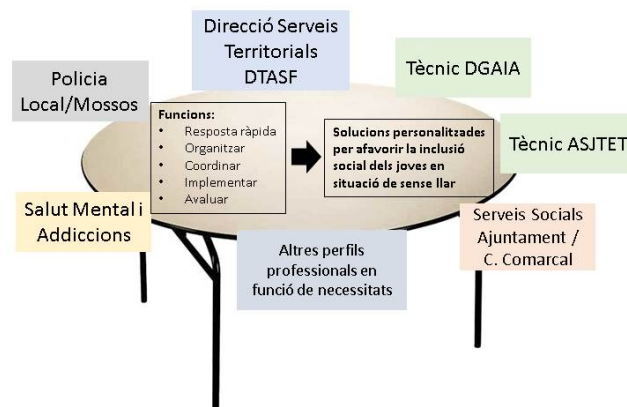 Direcció Serveis
Territorials
DTASF
Tècnic DGAIA
Policia
Local/Mossos
Funcions:
• Resposta ràpida
• Organitzar
• Coordinar
• Implementar
• Avaluar
Solucions personalitzades
per afavorir la inclusió
social dels joves en
situació de sense llar
Tècnic ASJTET
Salut Mental i
Addiccions
Altres perfils
professionals en
funció de necessitats
Serveis Socials
Ajuntament /
C. Comarcal